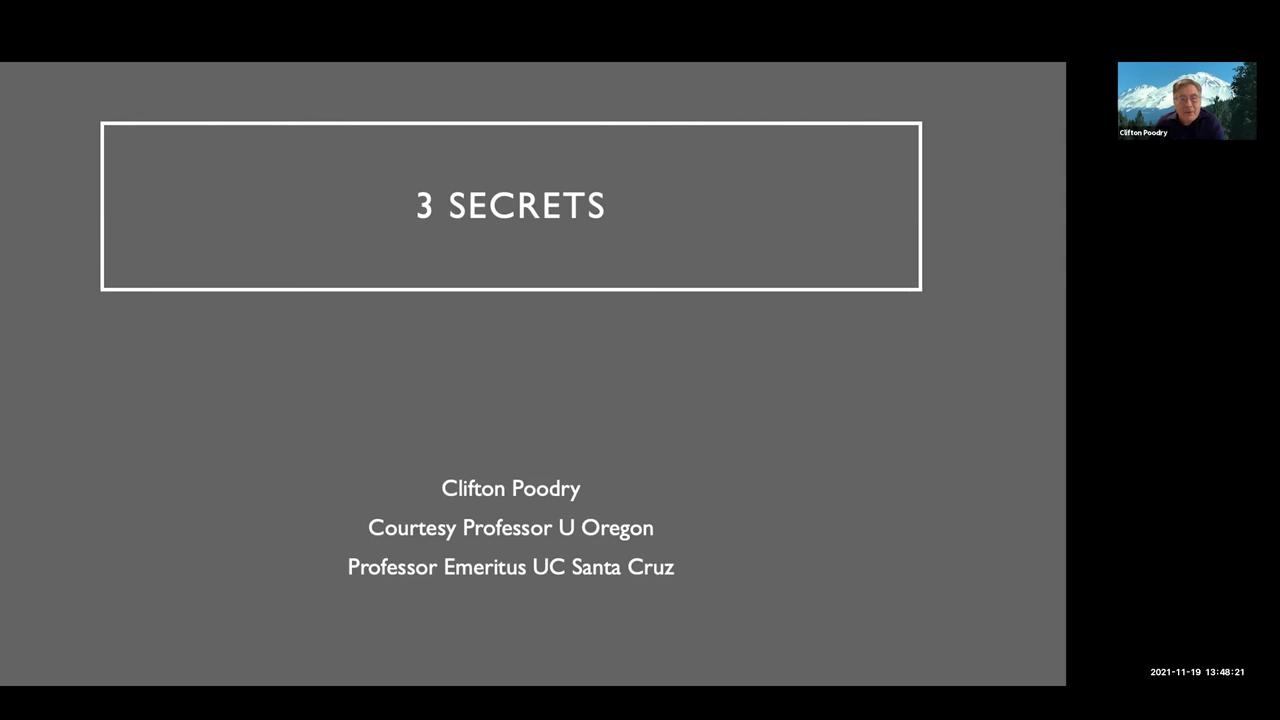 3 SECRETS
Clifton Poodry
Courtesy Professor U Oregon
Professor Emeritus UC Santa Cruz
Clifton Poodry
2021-11-19 13:48:21